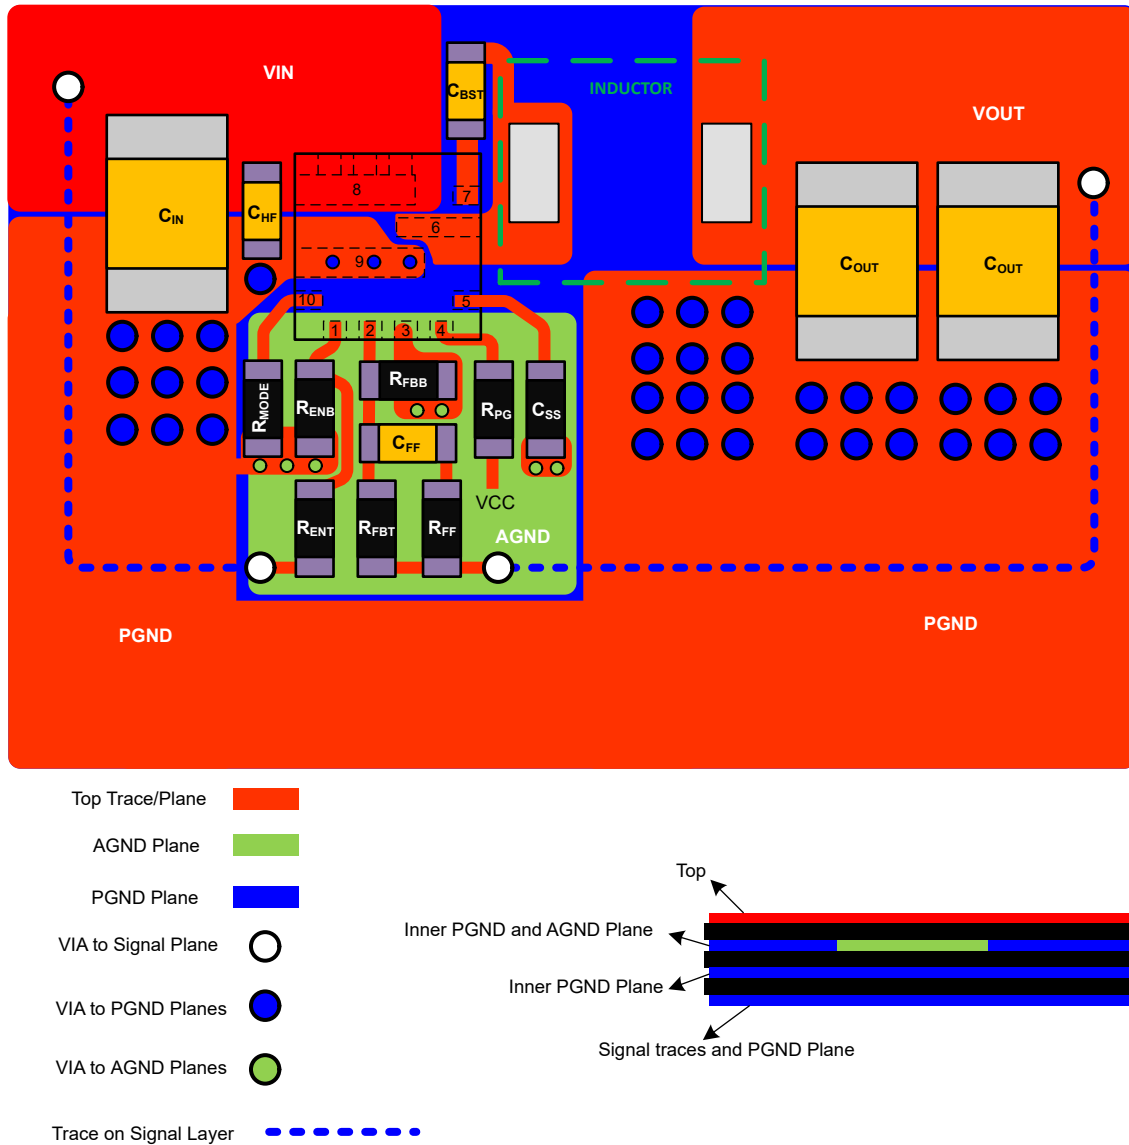 VIN
INDUCTOR
VOUT
CBST
CIN
CHF
8
7
6
9
10
5
1
2
3
4
COUT
COUT
RMODE
RENB
RFBB
RPG
CSS
CFF
RENT
RFBT
RFF
VCC
AGND
PGND
PGND
Top Trace/Plane
AGND Plane
PGND Plane
VIA to Signal Plane
VIA to PGND Planes
VIA to AGND Planes
Trace on Signal Layer
Top
Inner PGND and AGND Plane
Inner PGND Plane
Signal traces and PGND Plane